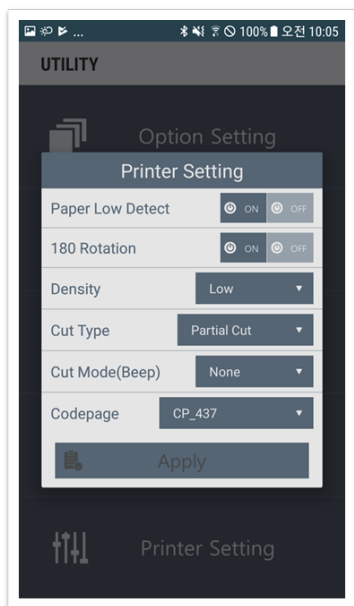 ... 100% 오전 10:05
UTILITY
Option Setting
Printer Setting
Paper Low Detect ON OFF
180 Rotation ON OFF
Density Low
Cut Type Partial Cut
Cut Mode(Beep) None
Codepage CP_437
Apply
Printer Setting